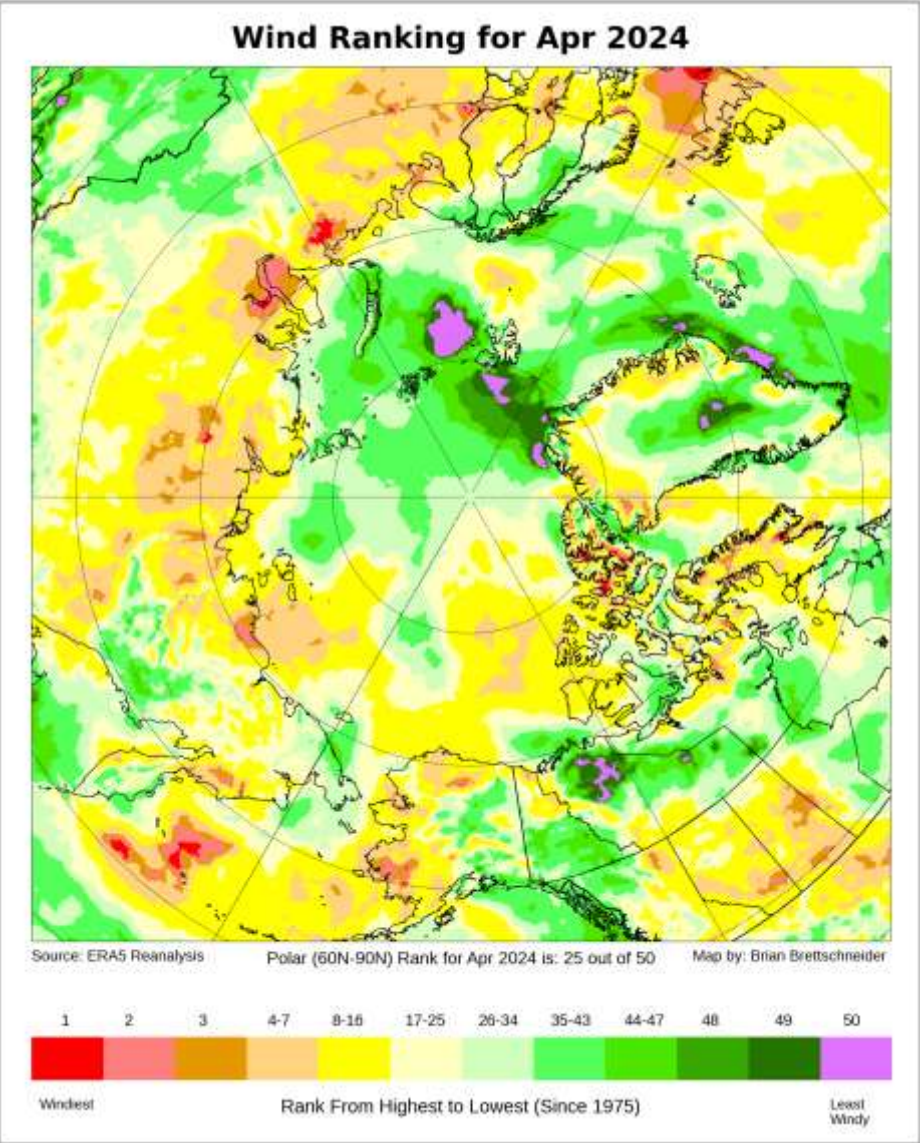 Wind Ranking for Apr 2024
Source: ERA5 Reanalysis
Polar (60N-90N) Rank for Apr 2024 is: 25 out of 50
Map by: Brian Brettschneider
1 2 3 4-7 8-16 17-25 26-34 35-43 44-47 48 49 50
Windiest
Rank From Highest to Lowest (Since 1975)
Least
Windy